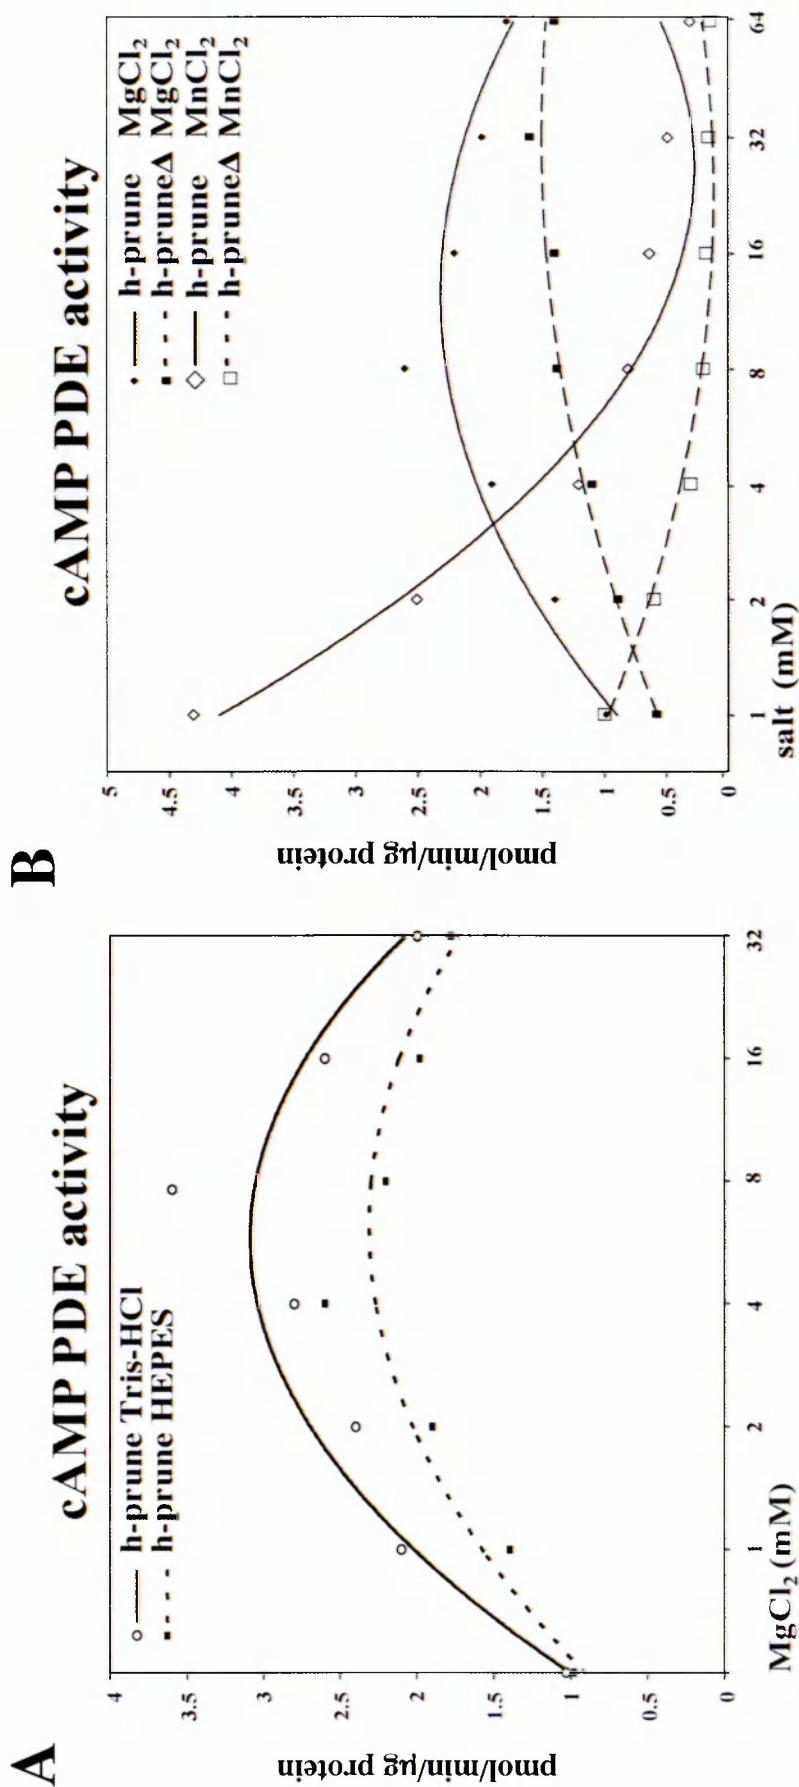 A
cAMP PDE activity
h-prune Tris-HCl
h-prune HEPES
pmol/min/µg protein
4
3.5
3
2.5
2
1.5
1
0.5
0
1
2
4
8
16
32
MgCl₂ (mM)
B
cAMP PDE activity
h-prune MgCl₂
h-pruneΔ MgCl₂
h-prune MnCl₂
h-pruneΔ MnCl₂
pmol/min/µg protein
5
4.5
4
3.5
3
2.5
2
1.5
1
0.5
0
1
2
4
8
16
32
64
salt (mM)